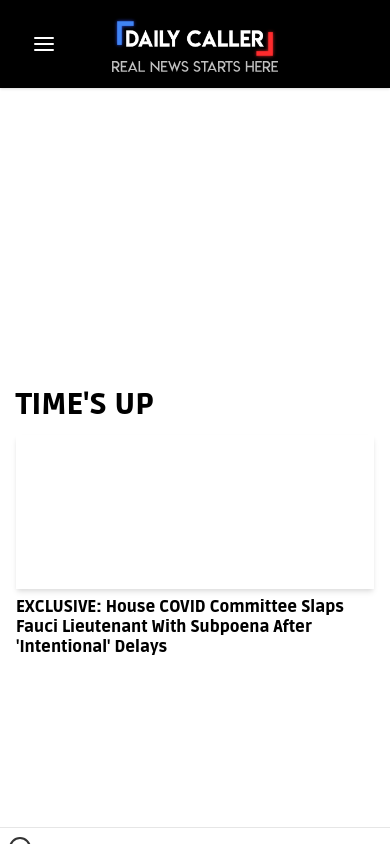 DAILY CALLER
REAL NEWS STARTS HERE
TIME'S UP
EXCLUSIVE: House COVID Committee Slaps
Fauci Lieutenant With Subpoena After
'Intentional' Delays